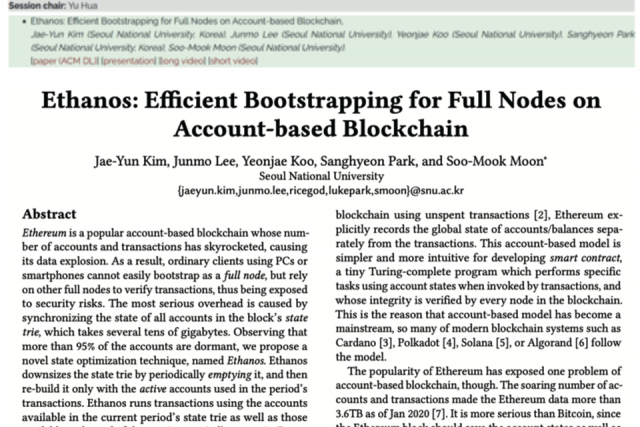 Session chair: Yu Hua
Ethanos: Efficient Bootstrapping for Full Nodes on Account-based Blockchain.
Jae-Yun Kim (Seoul National University, Korea), Junmo Lee (Seoul National University), Yeonjae Koo (Seoul National University), Sanghyeon Park
(Seoul National University, Korea), Soo-Mook Moon (Seoul National University)
[paper (ACM DL)] [presentation] [long video] [short video]
Ethanos: Efficient Bootstrapping for Full Nodes on
Account-based Blockchain
Jae-Yun Kim, Junmo Lee, Yeonjae Koo, Sanghyeon Park, and Soo-Mook Moon*
Seoul National University
{jaeyun.kim,junmo.lee,ricegod,lukepark,smoon}@snu.ac.kr
Abstract
Ethereum is a popular account-based blockchain whose num-
ber of accounts and transactions has skyrocketed, causing
its data explosion. As a result, ordinary clients using PCs or
smartphones cannot easily bootstrap as a full node, but rely
on other full nodes to verify transactions, thus being exposed
to security risks. The most serious overhead is caused by
synchronizing the state of all accounts in the block's state
trie, which takes several tens of gigabytes. Observing that
more than 95% of the accounts are dormant, we propose a
novel state optimization technique, named Ethanos. Ethanos
downsizes the state trie by periodically emptying it, and then
re-build it only with the active accounts used in the period's
transactions. Ethanos runs transactions using the accounts
available in the current period's state trie as well as those
blockchain using unspent transactions [2], Ethereum ex-
plicitly records the global state of accounts/balances sepa-
rately from the transactions. This account-based model is
simpler and more intuitive for developing smart contract,
a tiny Turing-complete program which performs specific
tasks using account states when invoked by transactions, and
whose integrity is verified by every node in the blockchain.
This is the reason that account-based model has become a
mainstream, so many of modern blockchain systems such as
Cardano [3], Polkadot [4], Solana [5], or Algorand [6] follow
the model.
The popularity of Ethereum has exposed one problem of
account-based blockchain, though. The soaring number of ac-
counts and transactions made the Ethereum data more than
3.6TB as of Jan 2020 [7]. It is more serious than Bitcoin, since